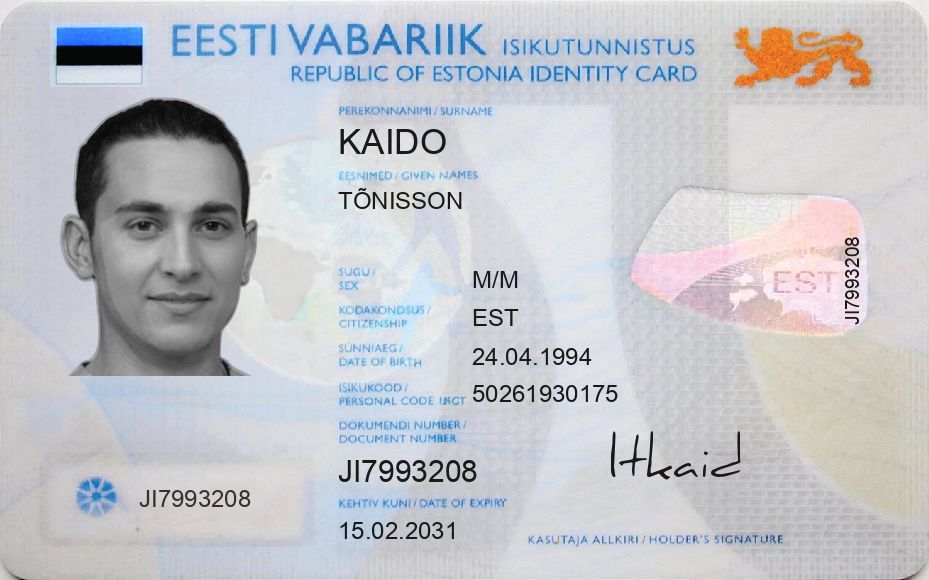 EESTI VABARIIK ISIKUTUNNISTUS
REPUBLIC OF ESTONIA IDENTITY CARD
PEREKONNANIMI / SURNAME
KAIDO
EESNIMED / GIVEN NAMES
TÕNISSON
SUGU /
SEX
M/M
KODAKONDSUS /
CITIZENSHIP
EST
SÜNNIAEG /
DATE OF BIRTH
24.04.1994
ISIKUKOOD /
PERSONAL CODE
50261930175
DOKUMENDI NUMBER /
DOCUMENT NUMBER
JI7993208
KEHTIV KUNI / DATE OF EXPIRY
15.02.2031
JI7993208
EST
JI7993208
ltkaid
KASUTAJA ALLKIRI / HOLDER'S SIGNATURE